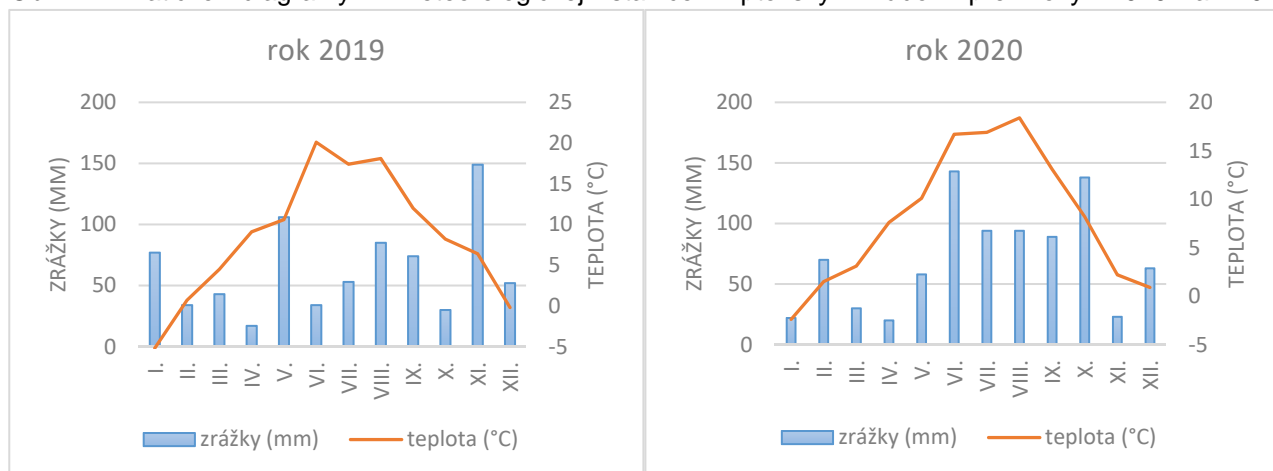 rok 2019
200
150
100
50
0
ZRÁŽKY (MM)
25
20
15
10
5
0
-5
TEPLOTA (°C)
I.
II.
III.
IV.
V.
VI.
VII.
VIII.
IX.
X.
XI.
XII.
zrážky (mm)
teplota (°C)
rok 2020
200
150
100
50
0
ZRÁŽKY (MM)
20
15
10
5
0
-5
TEPLOTA (°C)
I.
II.
III.
IV.
V.
VI.
VII.
VIII.
IX.
X.
XI.
XII.
zrážky (mm)
teplota (°C)